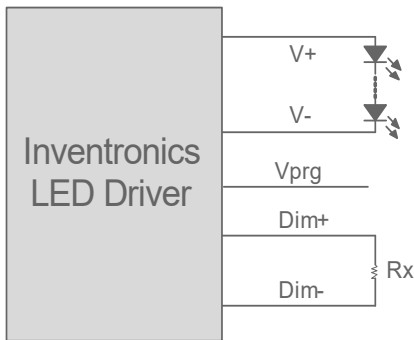 V+
V-
Inventronics
LED Driver
Vprg
Dim+
Rx
Dim-